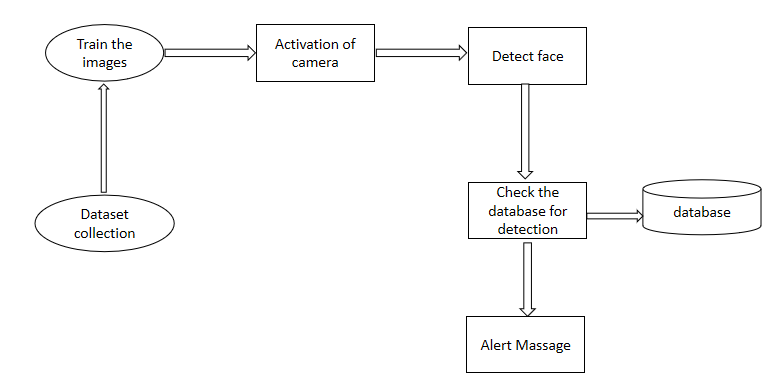 Train the
images
Activation of
camera
Detect face
Dataset
collection
Check the
database for
detection
database
Alert Massage